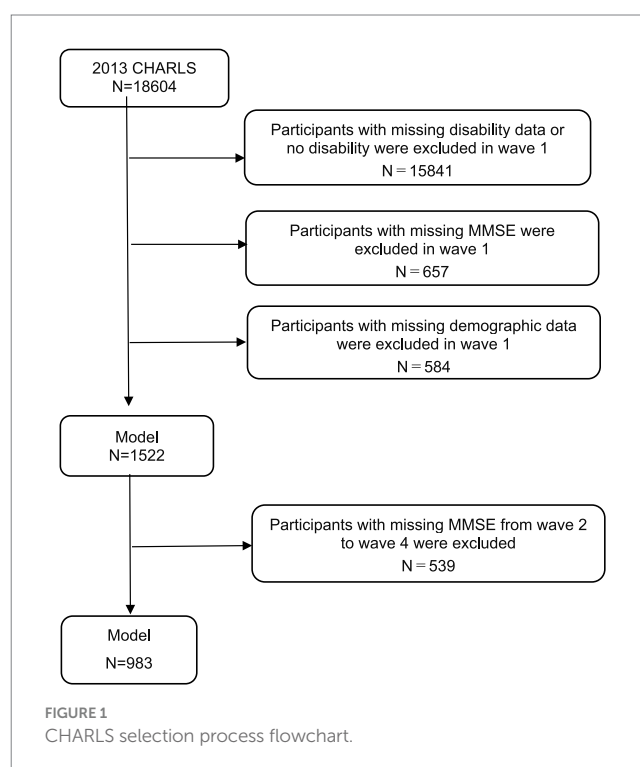 2013 CHARLS
N=18604
Participants with missing disability data or
no disability were excluded in wave 1
N = 15841
Participants with missing MMSE were
excluded in wave 1
N = 657
Participants with missing demographic data
were excluded in wave 1
N = 584
Model
N=1522
Participants with missing MMSE from wave 2
to wave 4 were excluded
N = 539
Model
N=983
FIGURE 1
CHARLS selection process flowchart.